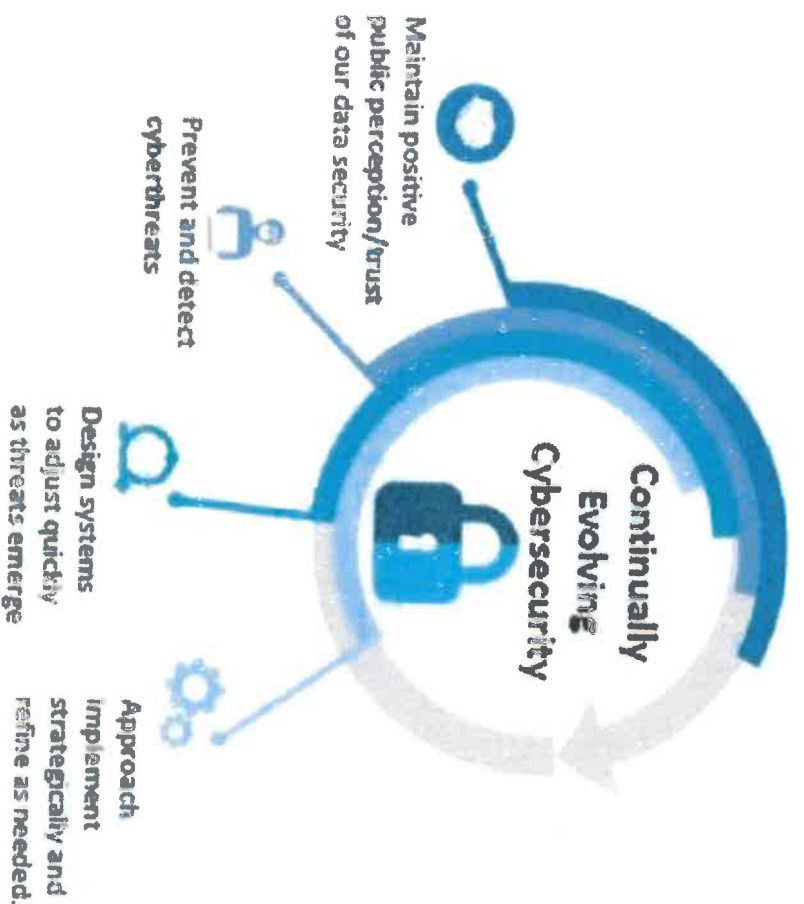 Continually
Evolving
Cybersecurity
Maintain positive
public perception/trust
of our data security
Prevent and detect
cyberthreats
Design systems
to adjust quickly
as threats emerge
Approach
implement
strategically and
refine as needed.